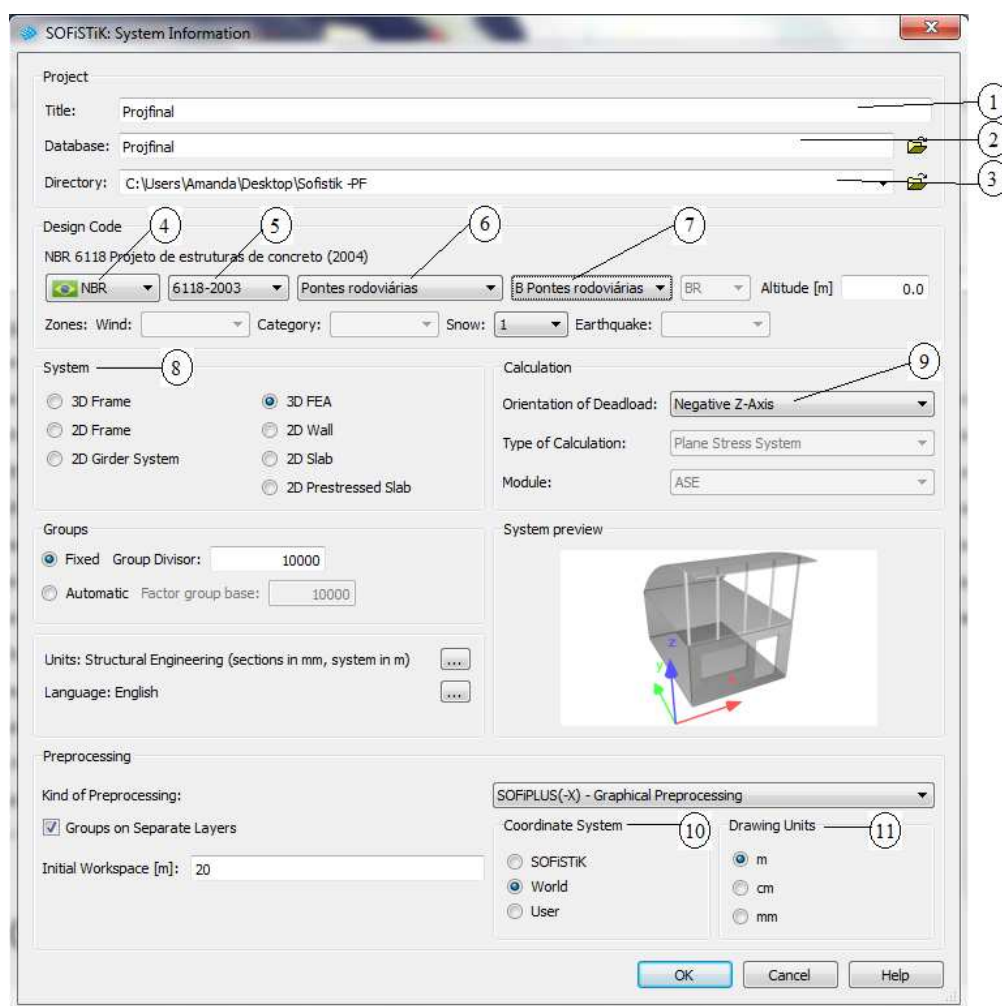 SOFiSTiK: System Information
Project
Title: Projfinal
1
Database: Projfinal
2
Directory: C:\Users\Amanda\Desktop\Sofistik -PF
3
Design Code
4
5
6
7
NBR 6118 Projeto de estruturas de concreto (2004)
NBR 6118-2003 Pontes rodoviárias B Pontes rodoviárias BR Altitude [m] 0.0
Zones: Wind: Category: Snow: 1 Earthquake:
System
8
3D Frame 3D FEA
2D Frame 2D Wall
2D Girder System 2D Slab
2D Prestressed Slab
Calculation
9
Orientation of Deadload: Negative Z-Axis
Type of Calculation: Plane Stress System
Module: ASE
Groups
Fixed Group Divisor: 10000
Automatic Factor group base: 10000
System preview
z
y
x
Units: Structural Engineering (sections in mm, system in m) ...
Language: English ...
Preprocessing
Kind of Preprocessing: SOFiPLUS(-X) - Graphical Preprocessing
Groups on Separate Layers
Initial Workspace [m]: 20
Coordinate System
10
SOFiSTiK
World
User
Drawing Units
11
m
cm
mm
OK Cancel Help